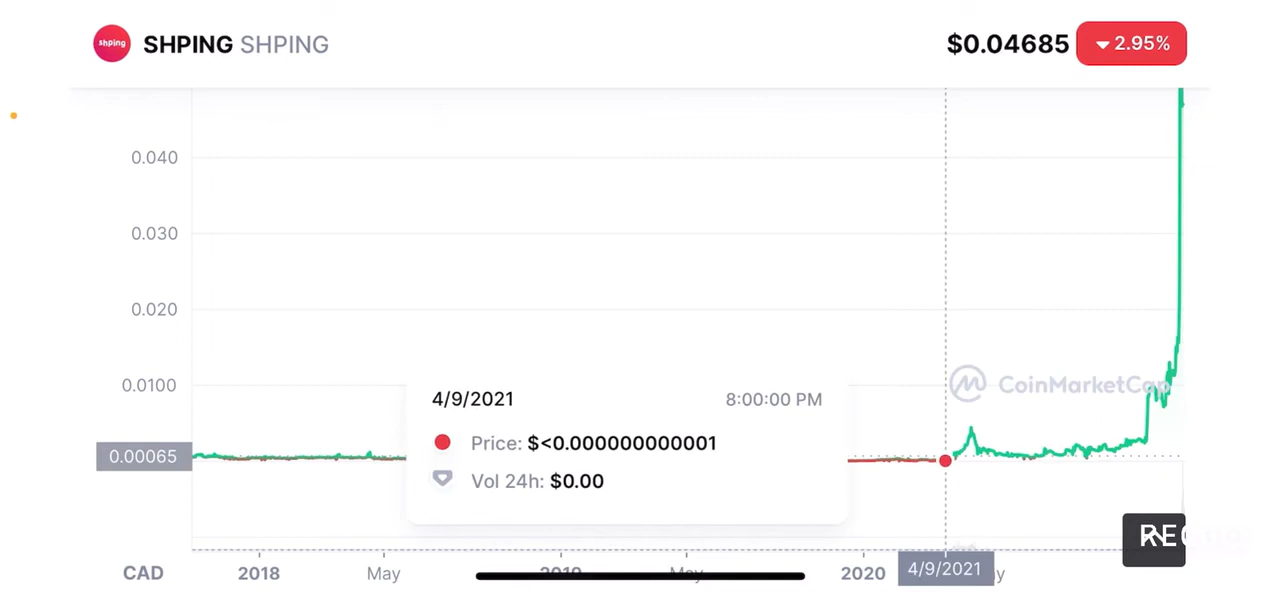 shping SHPING SHPING $0.04685 2.95%
0.040
0.030
0.020
0.0100
CoinMarketCap
4/9/2021 8:00:00 PM
Price: $<0.000000000001
0.00065
Vol 24h: $0.00
CAD 2018 May 2019 May 2020 4/9/2021